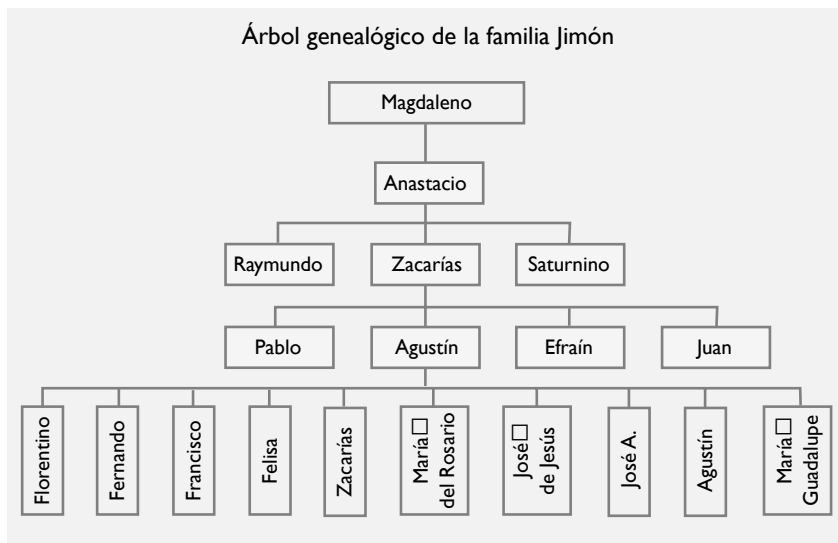 Árbol genealógico de la familia Jimón
Magdaleno
Anastacio
Raymundo
Zacarías
Saturnino
Pablo
Agustín
Efraín
Juan
Florentino
Fernando
Francisco
Felisa
Zacarías
María□
del Rosario
José□
de Jesús
José A.
Agustín
María□
Guadalupe